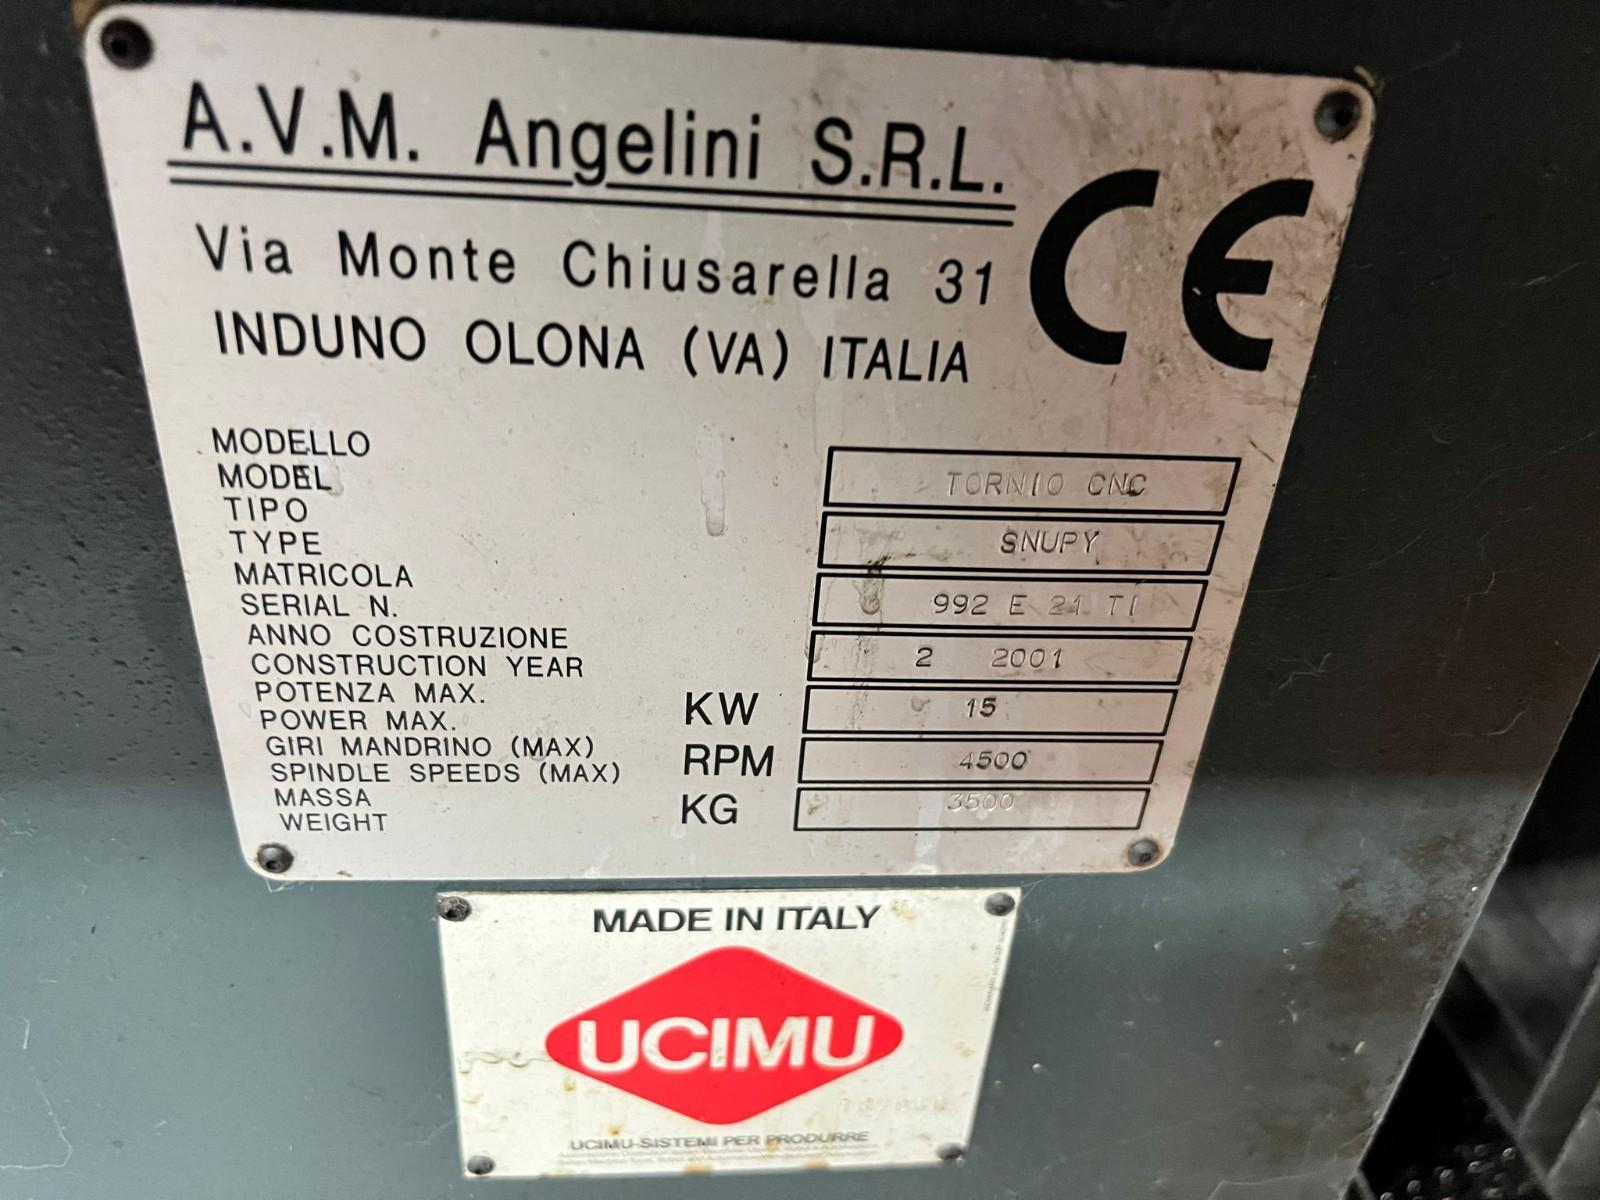 A.V.M. Angelini S.R.L.
CE
Via Monte Chiusarella 31
INDUNO OLONA (VA) ITALIA
MODELLO
MODEL
TORNIO CNC
TIPO
TYPE
SNUPY
MATRICOLA
SERIAL N.
992 E 21 TI
ANNO COSTRUZIONE
CONSTRUCTION YEAR
2 2001
POTENZA MAX.
POWER MAX.
KW 15
GIRI MANDRINO (MAX)
SPINDLE SPEEDS (MAX)
RPM 4500
MASSA
WEIGHT
KG 3500
MADE IN ITALY
UCIMU
UCIMU-SISTEMI PER PRODURRE